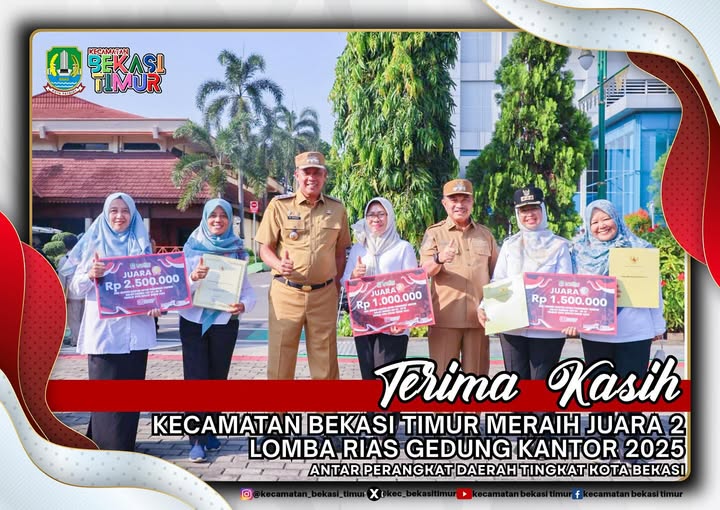 KECAMATAN
BEKASI
TIMUR
JUARA
Rp 2.500.000
JUARA
Rp 1.000.000
JUARA
Rp 1.500.000
Terima Kasih
KECAMATAN BEKASI TIMUR MERAIH JUARA 2
LOMBA RIAS GEDUNG KANTOR 2025
ANTAR PERANGKAT DAERAH TINGKAT KOTA BEKASI
@kecamatan_bekasi_timur @kec_bekasitimur kecamatan bekasi timur kecamatan bekasi timur